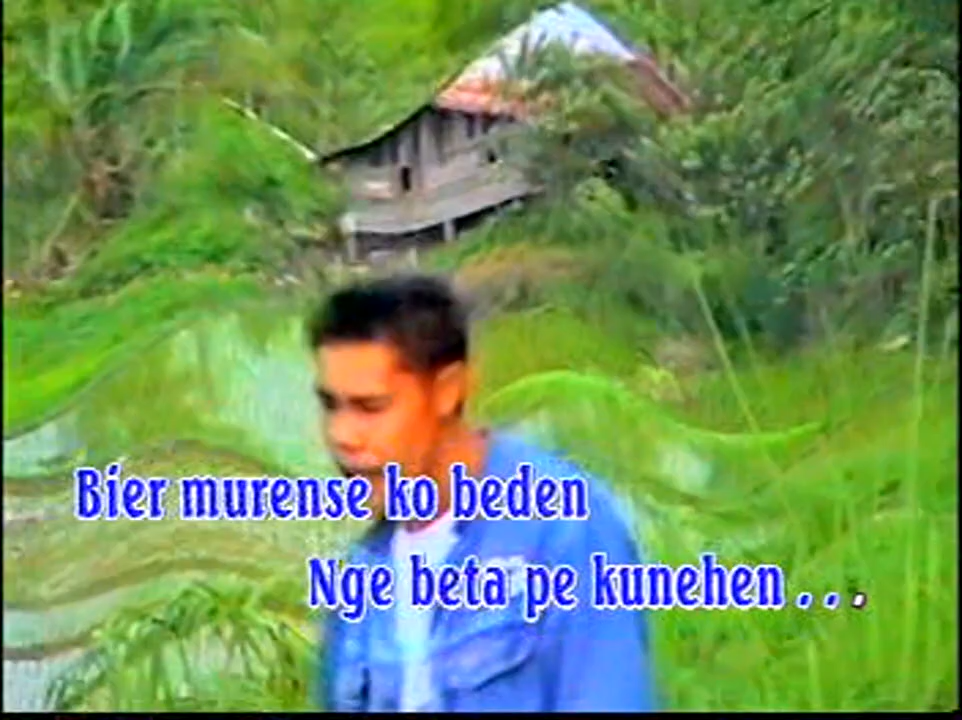 Bier murense ko beden
Nge beta pe kunehen . . .